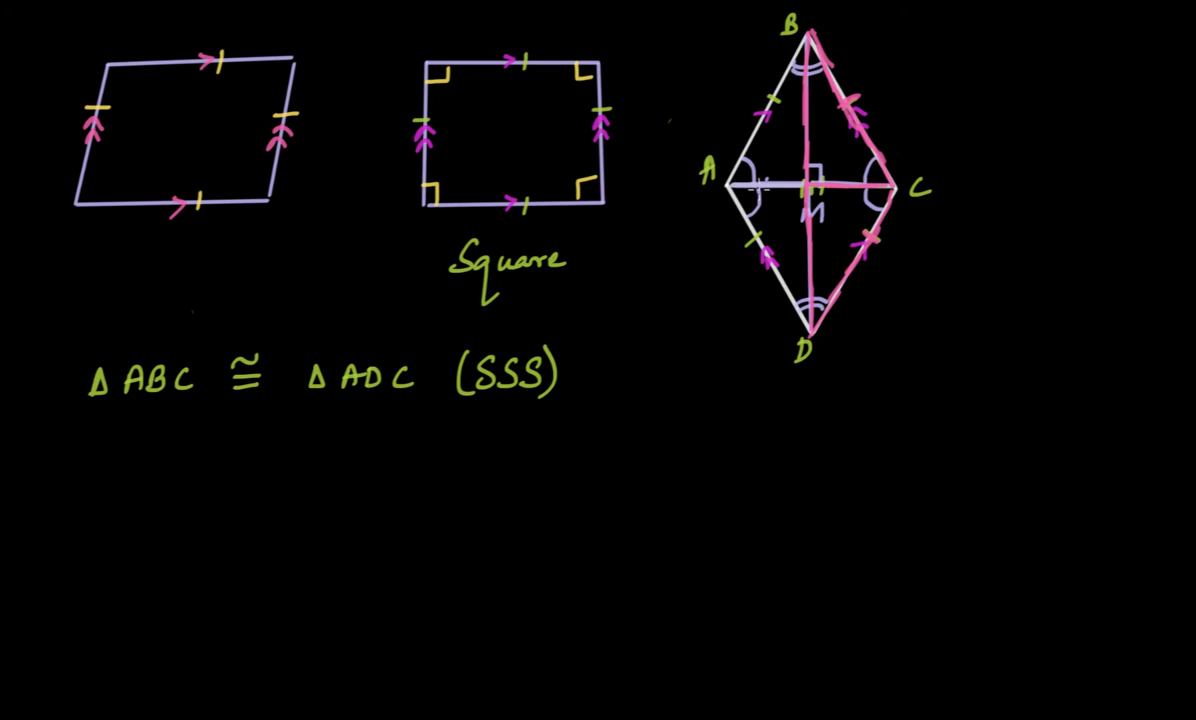 B
A
C
M
Square
D
Δ ABC ≅ Δ ADC (SSS)